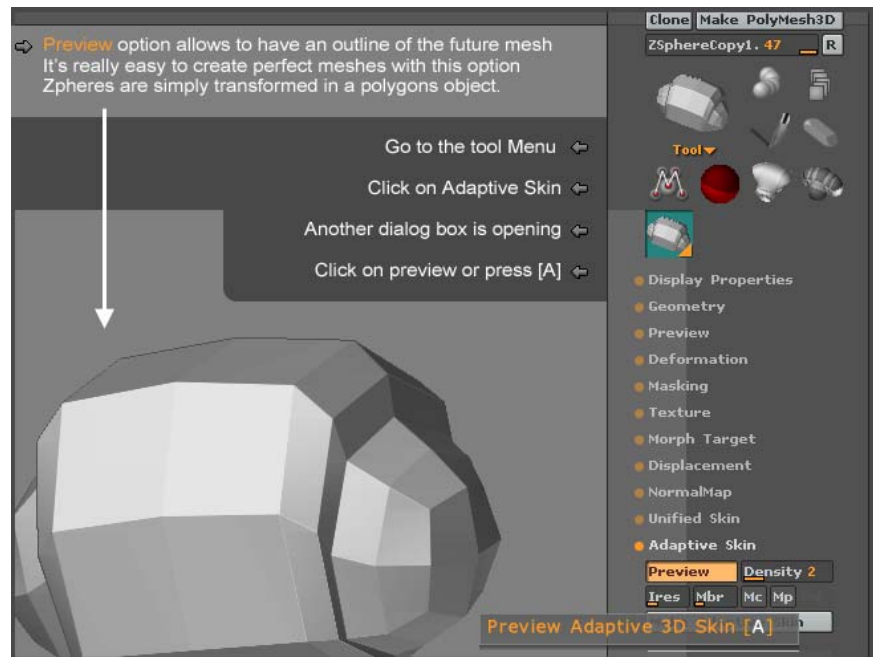 Preview option allows to have an outline of the future mesh
It's really easy to create perfect meshes with this option
Zpheres are simply transformed in a polygons object.
Go to the tool Menu
Click on Adaptive Skin
Another dialog box is opening
Click on preview or press [A]
Clone Make PolyMesh3D
ZSphereCopy1. 47 R
Tool
Display Properties
Geometry
Preview
Deformation
Masking
Texture
Morph Target
Displacement
NormalMap
Unified Skin
Adaptive Skin
Preview Density 2
Ires Mbr Mc Mp
Preview Adaptive 3D Skin [A]